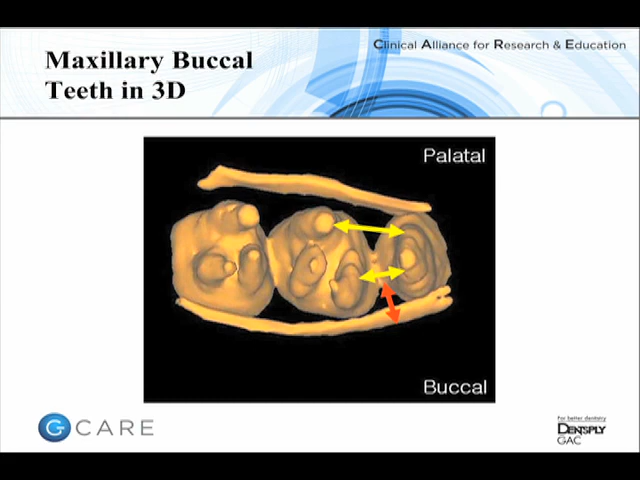 Clinical Alliance for Research & Education
Maxillary Buccal
Teeth in 3D
Palatal
Buccal
G CARE
For better dentistry
DENTSPLY
GAC